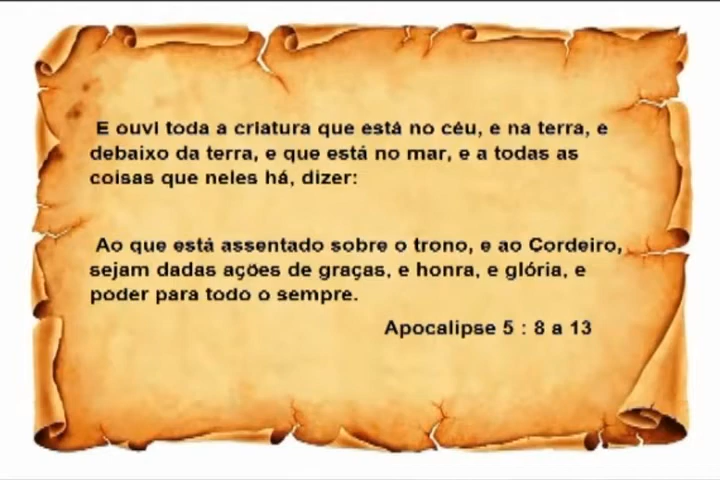 E ouvi toda a criatura que está no céu, e na terra, e
debaixo da terra, e que está no mar, e a todas as
coisas que neles há, dizer:
Ao que está assentado sobre o trono, e ao Cordeiro,
sejam dadas ações de graças, e honra, e glória, e
poder para todo o sempre.
Apocalipse 5 : 8 a 13